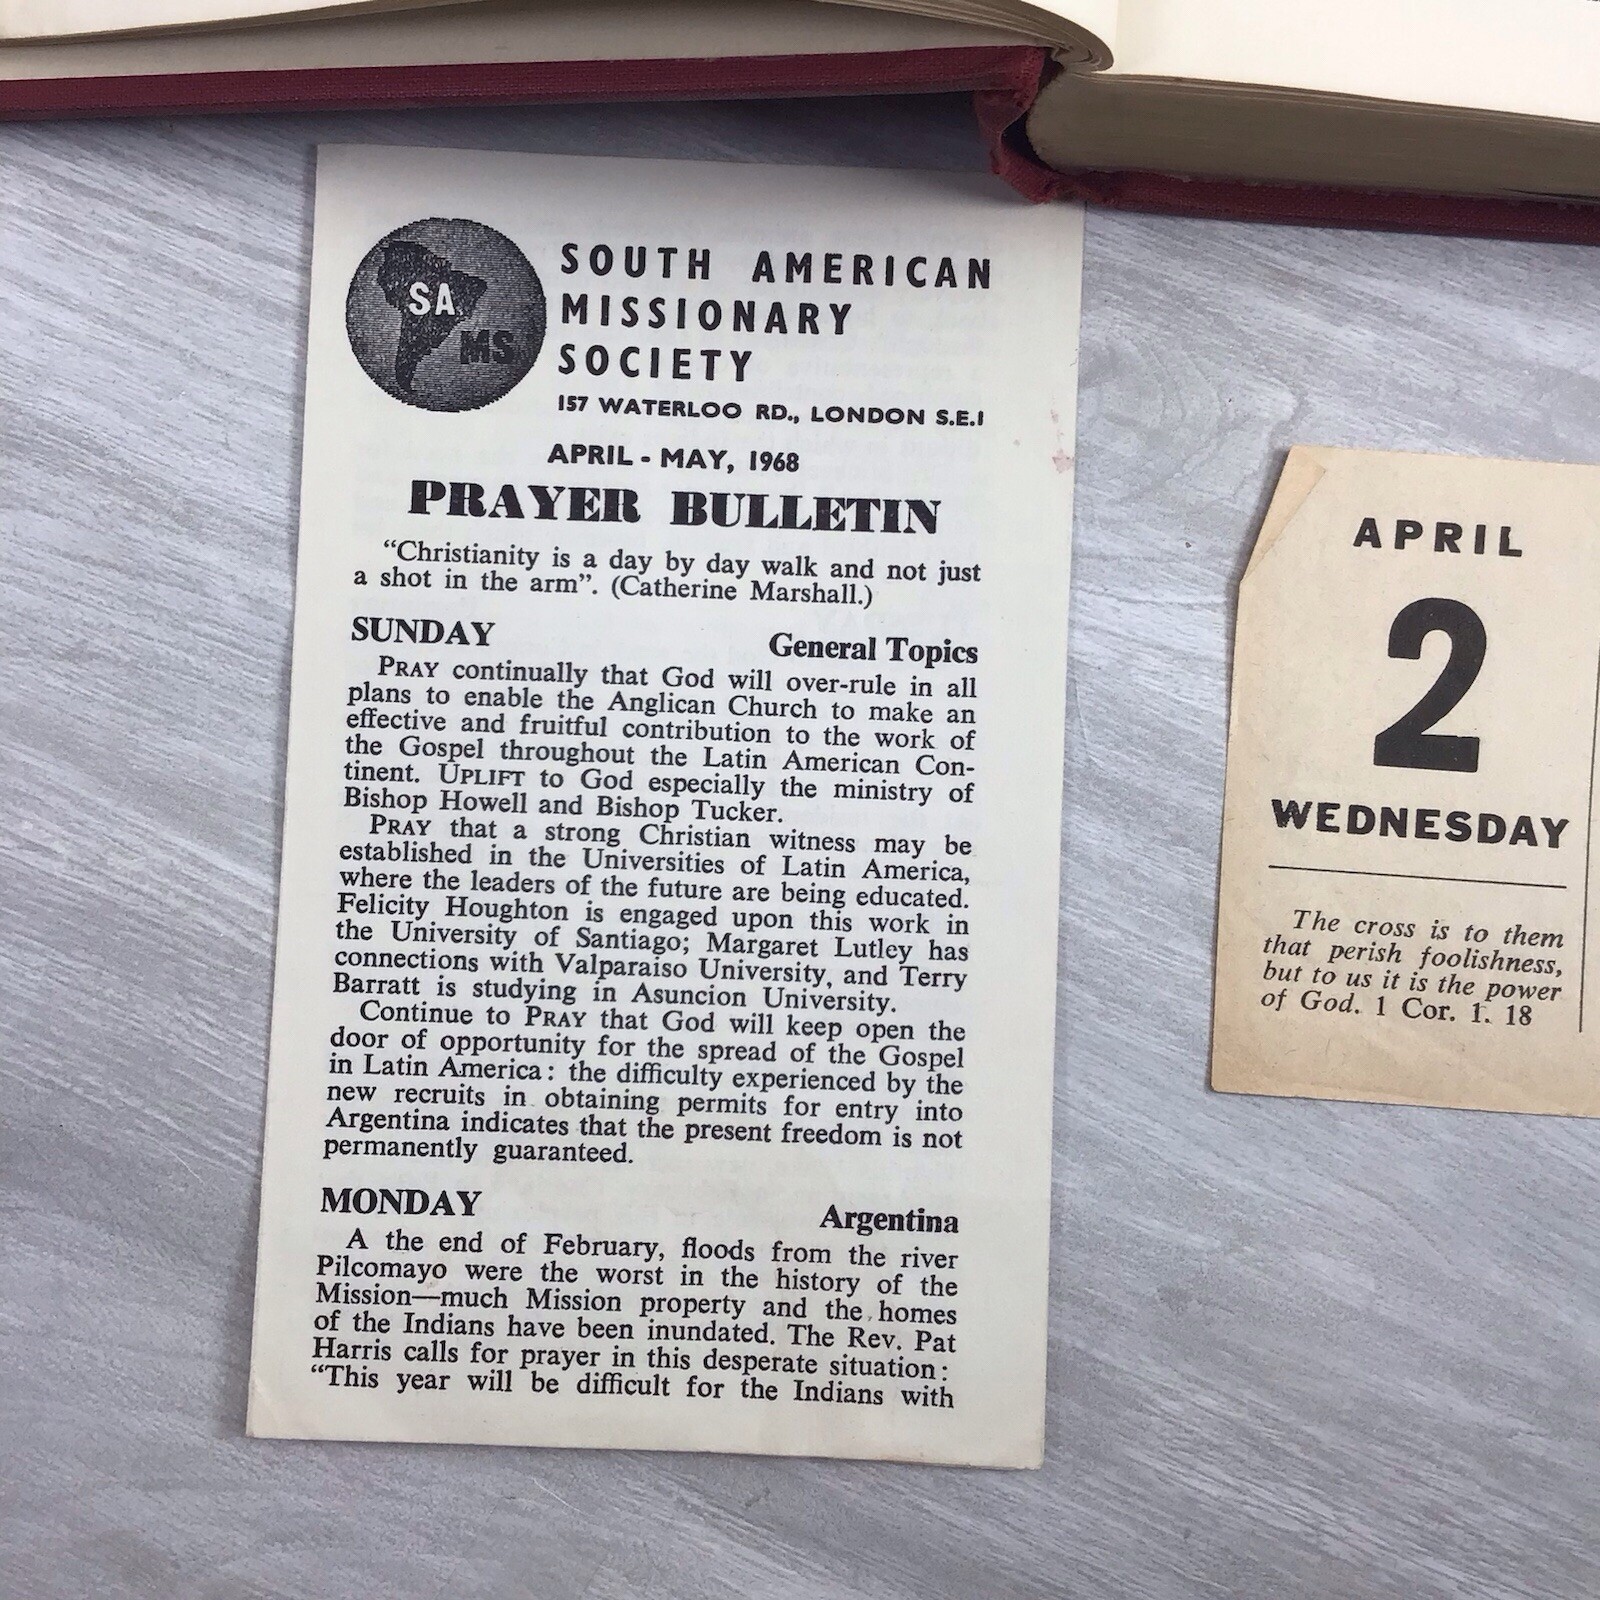 SA
MS
SOUTH AMERICAN
MISSIONARY
SOCIETY
157 WATERLOO RD., LONDON S.E.1
APRIL - MAY, 1968
PRAYER BULLETIN
“Christianity is a day by day walk and not just
a shot in the arm”. (Catherine Marshall.)
SUNDAY General Topics
PRAY continually that God will over-rule in all
plans to enable the Anglican Church to make an
effective and fruitful contribution to the work of
the Gospel throughout the Latin American Con-
tinent. UPLIFT to God especially the ministry of
Bishop Howell and Bishop Tucker.
PRAY that a strong Christian witness may be
established in the Universities of Latin America,
where the leaders of the future are being educated.
Felicity Houghton is engaged upon this work in
the University of Santiago; Margaret Lutley has
connections with Valparaiso University, and Terry
Barratt is studying in Asuncion University.
Continue to PRAY that God will keep open the
door of opportunity for the spread of the Gospel
in Latin America: the difficulty experienced by the
new recruits in obtaining permits for entry into
Argentina indicates that the present freedom is not
permanently guaranteed.
MONDAY Argentina
A the end of February, floods from the river
Pilcomayo were the worst in the history of the
Mission—much Mission property and the homes
of the Indians have been inundated. The Rev. Pat
Harris calls for prayer in this desperate situation:
“This year will be difficult for the Indians with
APRIL
2
WEDNESDAY
The cross is to them
that perish foolishness,
but to us it is the power
of God. 1 Cor. 1. 18